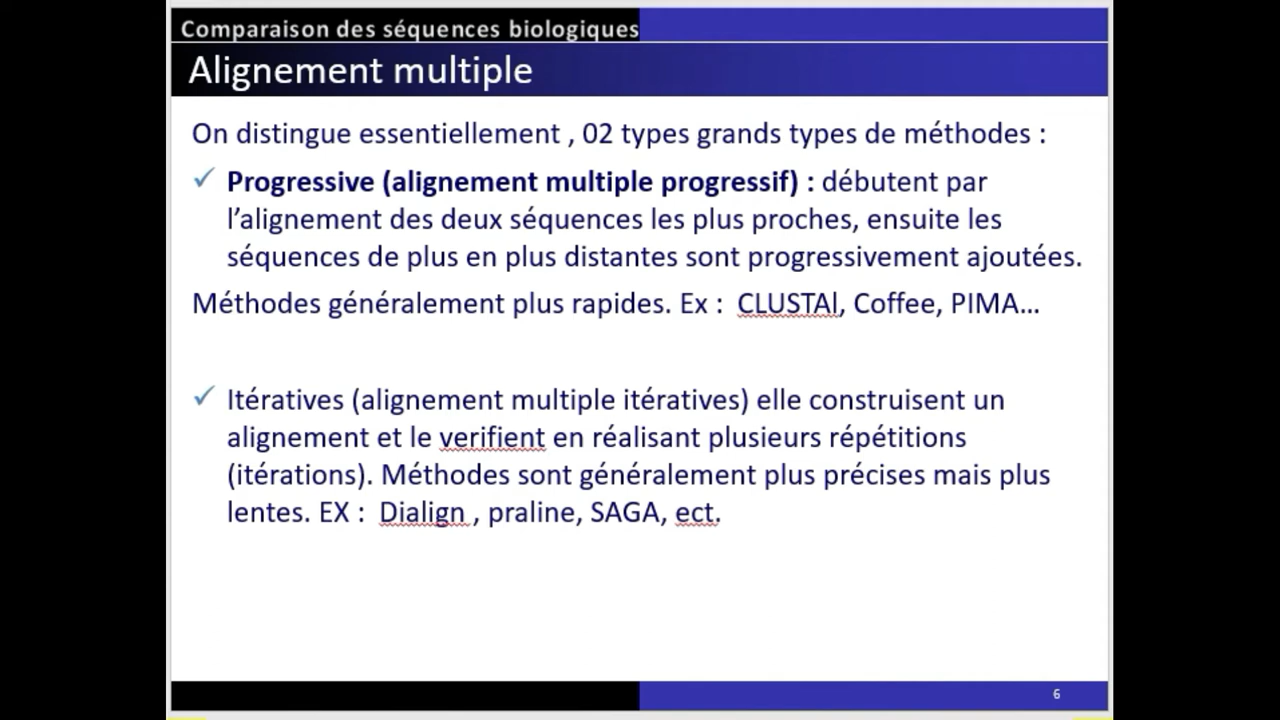 Comparaison des séquences biologiques
Alignement multiple
On distingue essentiellement , 02 types grands types de méthodes :
✓ Progressive (alignement multiple progressif) : débutent par
l’alignement des deux séquences les plus proches, ensuite les
séquences de plus en plus distantes sont progressivement ajoutées.
Méthodes généralement plus rapides. Ex : CLUSTAl, Coffee, PIMA…
✓ Itératives (alignement multiple itératives) elle construisent un
alignement et le verifient en réalisant plusieurs répétitions
(itérations). Méthodes sont généralement plus précises mais plus
lentes. EX : Dialign , praline, SAGA, ect.
6